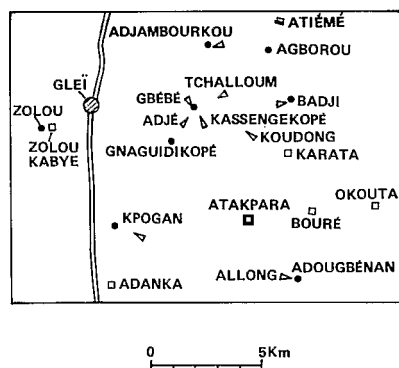 ATIÉMÉ
ADJAMBOURKOU
AGBOROU
GLEÏ
TCHALLOUM
GBÉBÉ
BADJI
ZOLOU
ADJÉ
KASSENGEKOPÉ
KOUDONG
ZOLOU
KABYE
GNAGUIDIKOPÉ
KARATA
OKOUTA
ATAKPARA
KPOGAN
BOURÉ
ADOUGBÉNAN
ALLONG
ADANKA
0
5Km